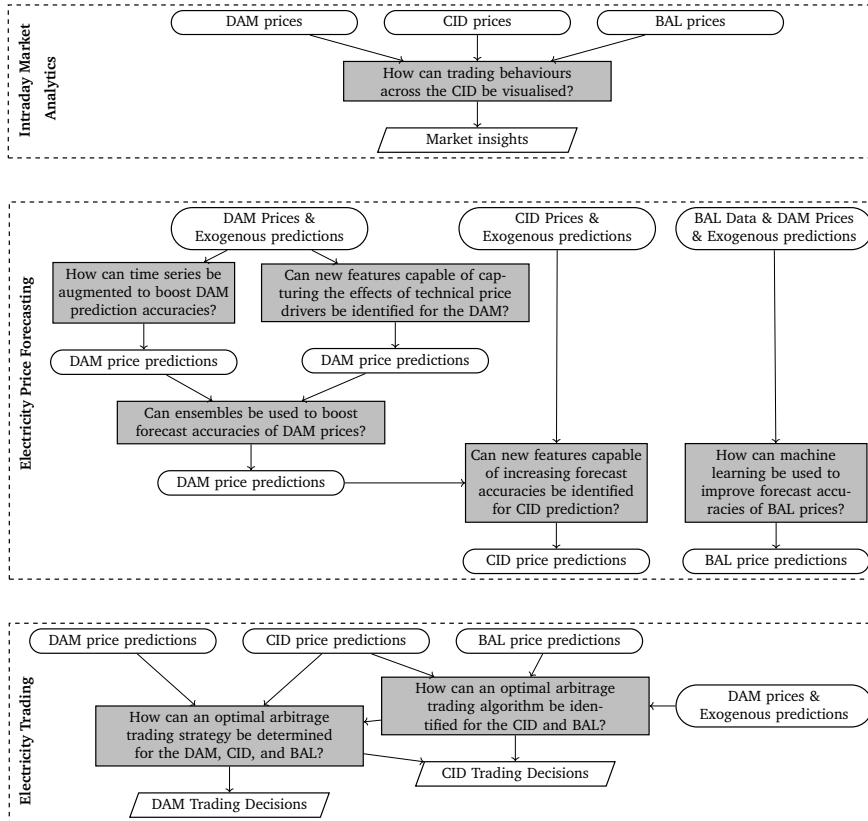 Intraday Market
Analytics
DAM prices
CID prices
BAL prices
How can trading behaviours
across the CID be visualised?
Market insights
Electricity Price Forecasting
DAM Prices &
Exogenous predictions
CID Prices &
Exogenous predictions
BAL Data & DAM Prices
& Exogenous predictions
How can time series be
augmented to boost DAM
prediction accuracies?
Can new features capable of cap-
turing the effects of technical price
drivers be identified for the DAM?
DAM price predictions
DAM price predictions
Can ensembles be used to boost
forecast accuracies of DAM prices?
DAM price predictions
Can new features capable
of increasing forecast
accuracies be identified
for CID prediction?
How can machine
learning be used to
improve forecast accu-
racies of BAL prices?
CID price predictions
BAL price predictions
Electricity Trading
DAM price predictions
CID price predictions
BAL price predictions
How can an optimal arbitrage
trading algorithm be iden-
tified for the CID and BAL?
DAM prices &
Exogenous predictions
How can an optimal arbitrage
trading strategy be determined
for the DAM, CID, and BAL?
CID Trading Decisions
DAM Trading Decisions